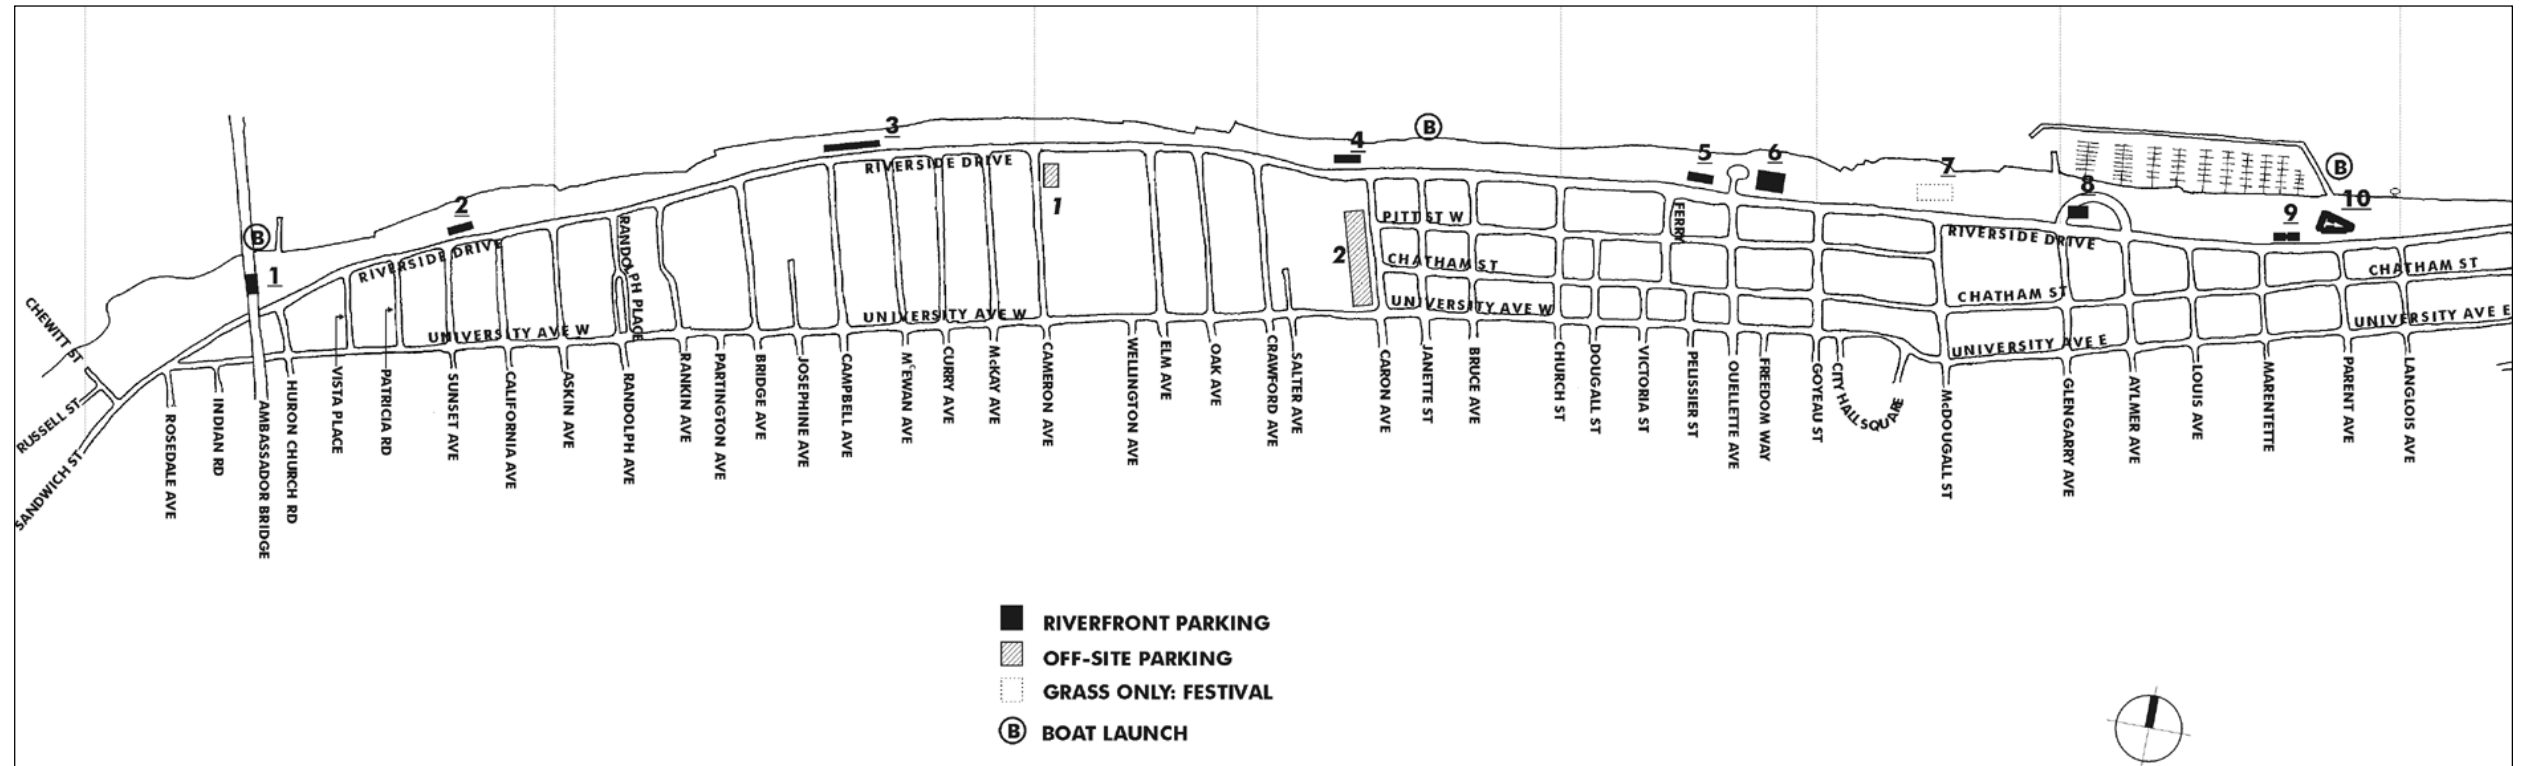 3
B
4
5
6
7
B
8
2
RIVERSIDE DRIVE
1
10
9
B
1
RIVERSIDE DRIVE
RANDOLPH PLACE
PITT ST W
FERRY
RIVERSIDE DRIVE
2
CHATHAM ST
CHATHAM ST
CHATHAM ST
UNIVERSITY AVE W
UNIVERSITY AVE W
UNIVERSITY AVE W
UNIVERSITY AVE E
UNIVERSITY AVE E
CHEWITT ST
RUSSELL ST
SANDWICH ST
ROSEDALE AVE
INDIAN RD
AMBASSADOR BRIDGE
HURON CHURCH RD
VISTA PLACE
PATRICIA RD
SUNSET AVE
CALIFORNIA AVE
ASKIN AVE
RANDOLPH AVE
RANKIN AVE
PARTINGTON AVE
BRIDGE AVE
JOSEPHINE AVE
CAMPBELL AVE
McEWAN AVE
CURRY AVE
McKAY AVE
CAMERON AVE
WELLINGTON AVE
ELM AVE
OAK AVE
CRAWFORD AVE
SALTER AVE
CARON AVE
JANETTE ST
BRUCE AVE
CHURCH ST
DOUGALL ST
VICTORIA ST
PELISSIER ST
OUELLETTE AVE
FREEDOM WAY
GOYEAU ST
CITY HALL SQUARE
McDOUGALL ST
GLENGARRY AVE
AYLMER AVE
LOUIS AVE
MARENTETTE
PARENT AVE
LANGLOIS AVE
1
RIVERFRONT PARKING
OFF-SITE PARKING
GRASS ONLY: FESTIVAL
B BOAT LAUNCH